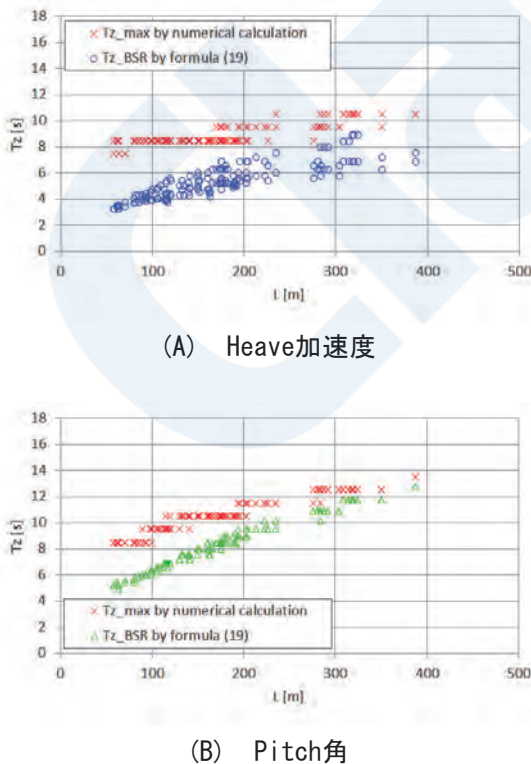 18
16
14
12
10
8
6
4
2
0
Tz [s]
× Tz_max by numerical calculation
○ Tz_BSR by formula (19)
0 100 200 300 400 500
L [m]
(A) Heave加速度
18
16
14
12
10
8
6
4
2
0
Tz [s]
× Tz_max by numerical calculation
△ Tz_BSR by formula (19)
0 100 200 300 400 500
L [m]
(B) Pitch角